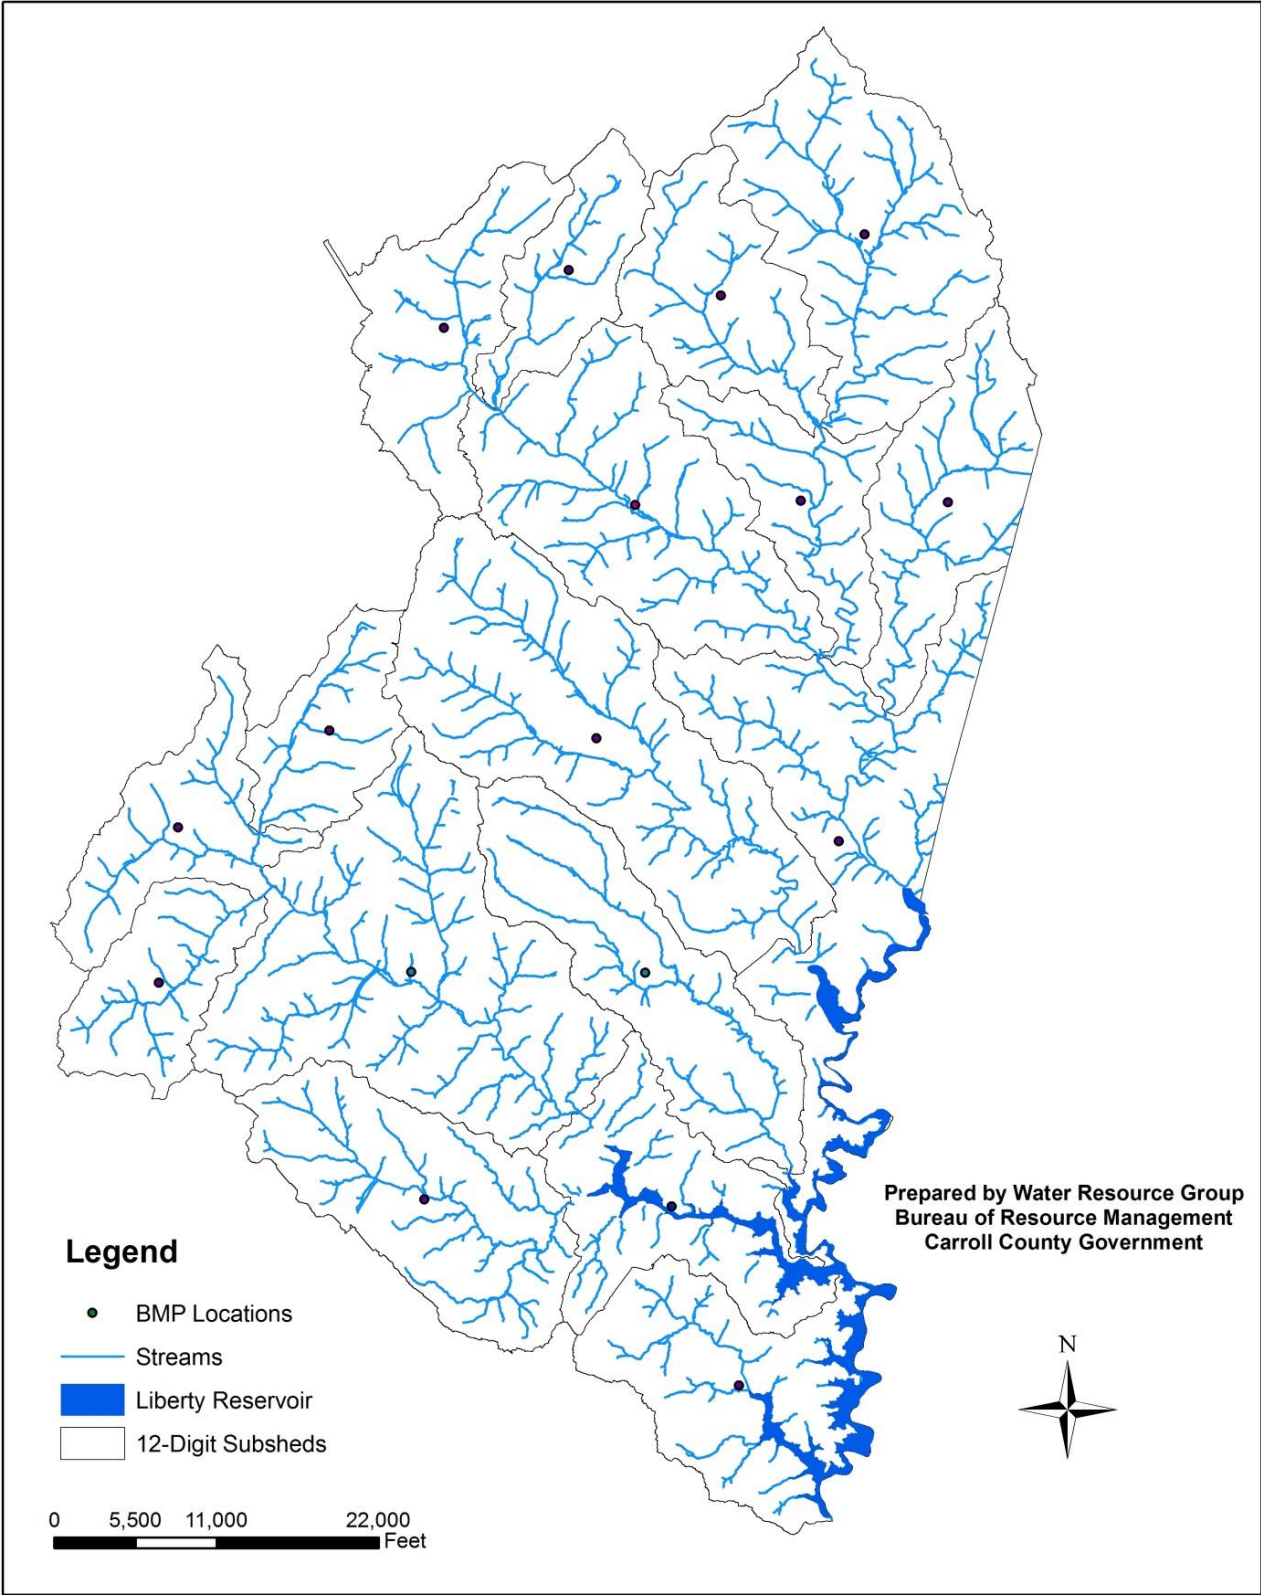 Prepared by Water Resource Group
Bureau of Resource Management
Carroll County Government
Legend
BMP Locations
Streams
Liberty Reservoir
12-Digit Subsheds
N
0 5,500 11,000 22,000
Feet